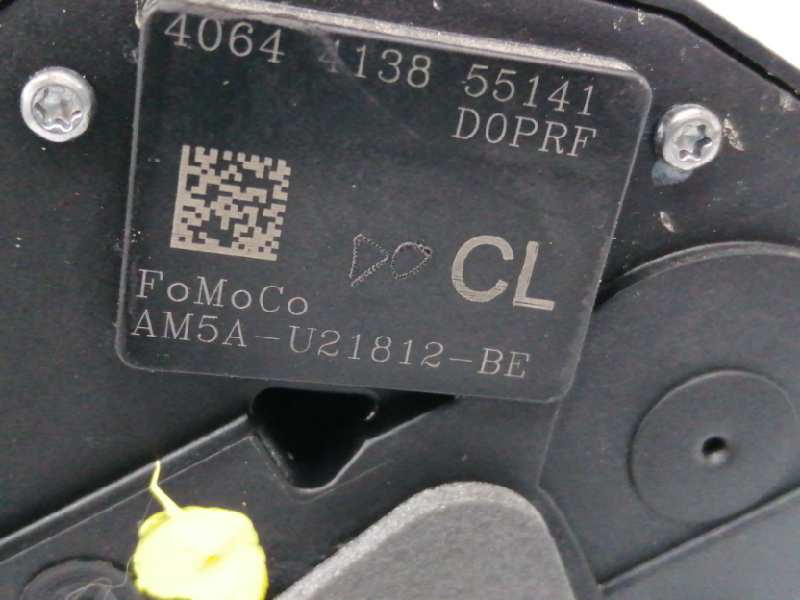 4064 4138 55141
D0PRF
CL
FoMoCo
AM5A-U21812-BE